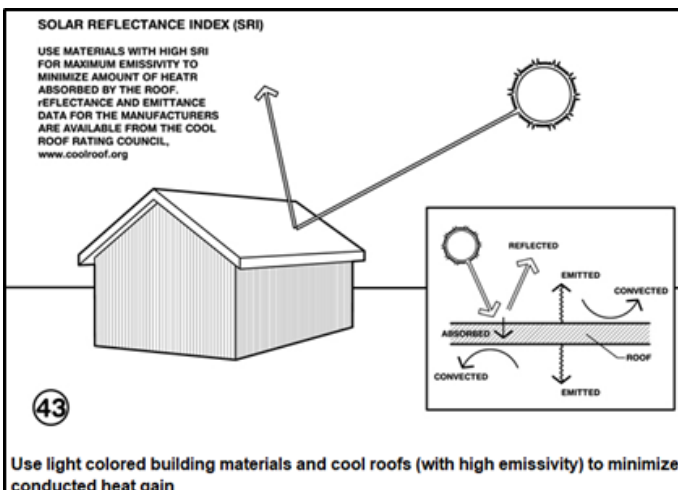 SOLAR REFLECTANCE INDEX (SRI)
USE MATERIALS WITH HIGH SRI
FOR MAXIMUM EMISSIVITY TO
MINIMIZE AMOUNT OF HEATR
ABSORBED BY THE ROOF.
rEFLECTANCE AND EMITTANCE
DATA FOR THE MANUFACTURERS
ARE AVAILABLE FROM THE COOL
ROOF RATING COUNCIL,
www.coolroof.org
REFLECTED
EMITTED
CONVECTED
ABSORBED
ROOF
CONVECTED
EMITTED
43
Use light colored building materials and cool roofs (with high emissivity) to minimize
conducted heat gain